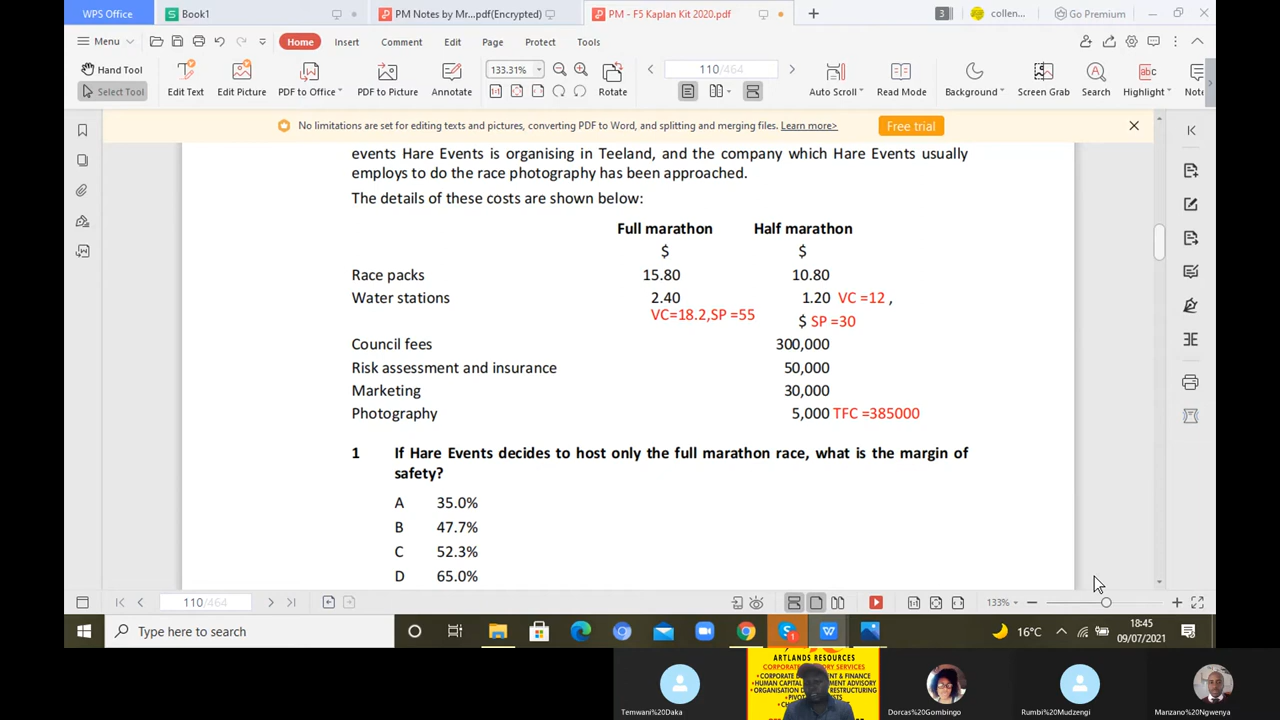 WPS Office
Book1
PM Notes by Mr...pdf(Encrypted)
PM - F5 Kaplan Kit 2020.pdf
3
collen...
Go Premium
Menu
Home
Insert
Comment
Edit
Page
Protect
Tools
Hand Tool
133.31%
110/464
Select Tool
Edit Text
Edit Picture
PDF to Office
PDF to Picture
Annotate
Rotate
Auto Scroll
Read Mode
Background
Screen Grab
Search
Highlight
Note
No limitations are set for editing texts and pictures, converting PDF to Word, and splitting and merging files. Learn more>
Free trial
events Hare Events is organising in Teeland, and the company which Hare Events usually
employs to do the race photography has been approached.
The details of these costs are shown below:
Full marathon Half marathon
$ $
Race packs 15.80 10.80
Water stations 2.40 1.20 VC =12 ,
VC=18.2,SP =55 $ SP =30
Council fees 300,000
Risk assessment and insurance 50,000
Marketing 30,000
Photography 5,000 TFC =385000
1 If Hare Events decides to host only the full marathon race, what is the margin of
safety?
A 35.0%
B 47.7%
C 52.3%
D 65.0%
110/464
133%
Type here to search
16°C
18:45
09/07/2021
ARTLANDS RESOURCES
Temwani%20Daka
Dorcas%20Gombingo
Rumbi%20Mudzengi
Manzano%20Ngwenya